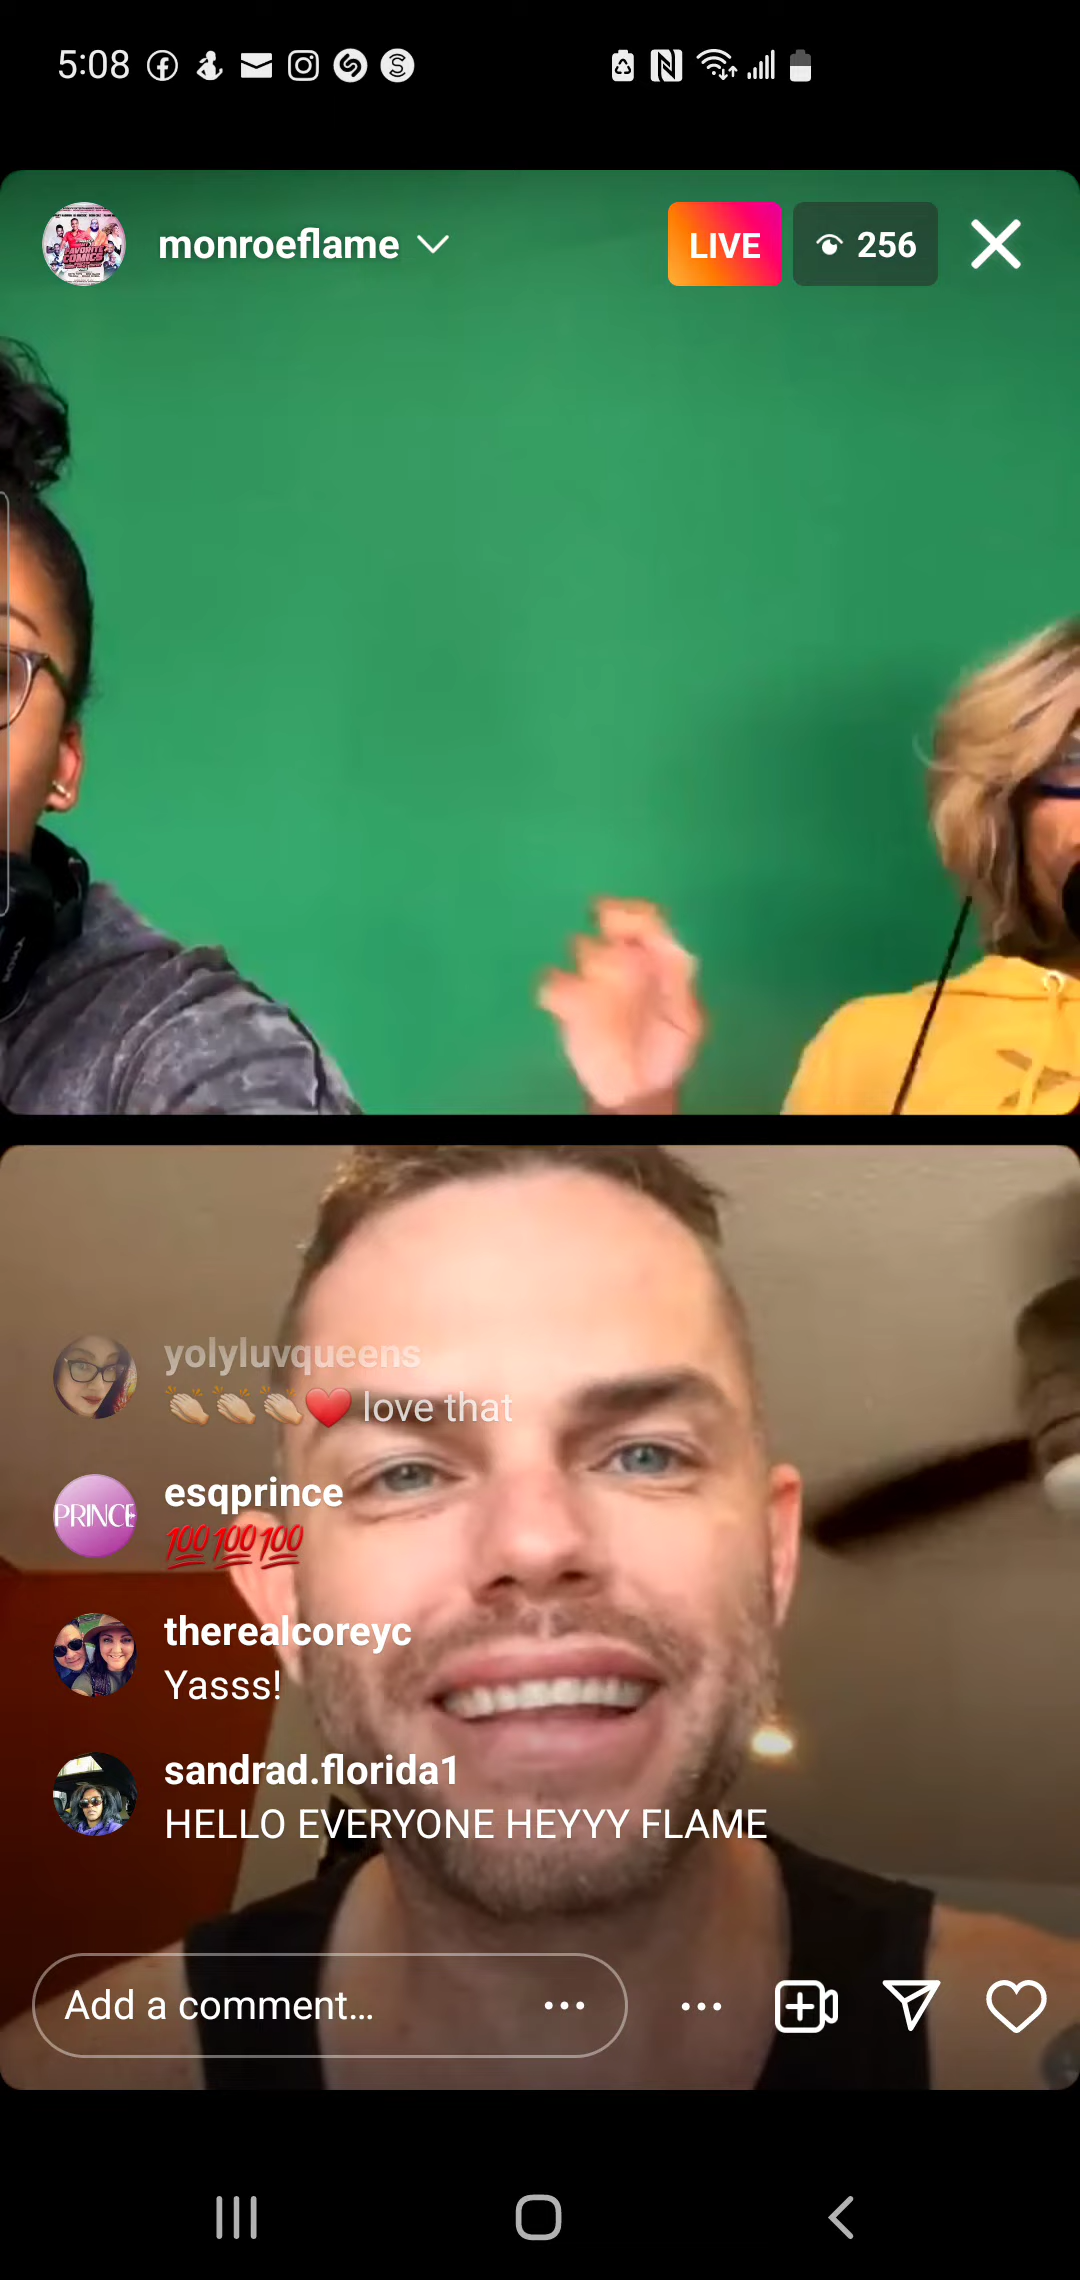 5:08
monroeflame
LIVE
256
yolyluvqueens
👏👏👏❤️ love that
PRINCE
esqprince
💯💯💯
therealcoreyc
Yasss!
sandrad.florida1
HELLO EVERYONE HEYYY FLAME
Add a comment...